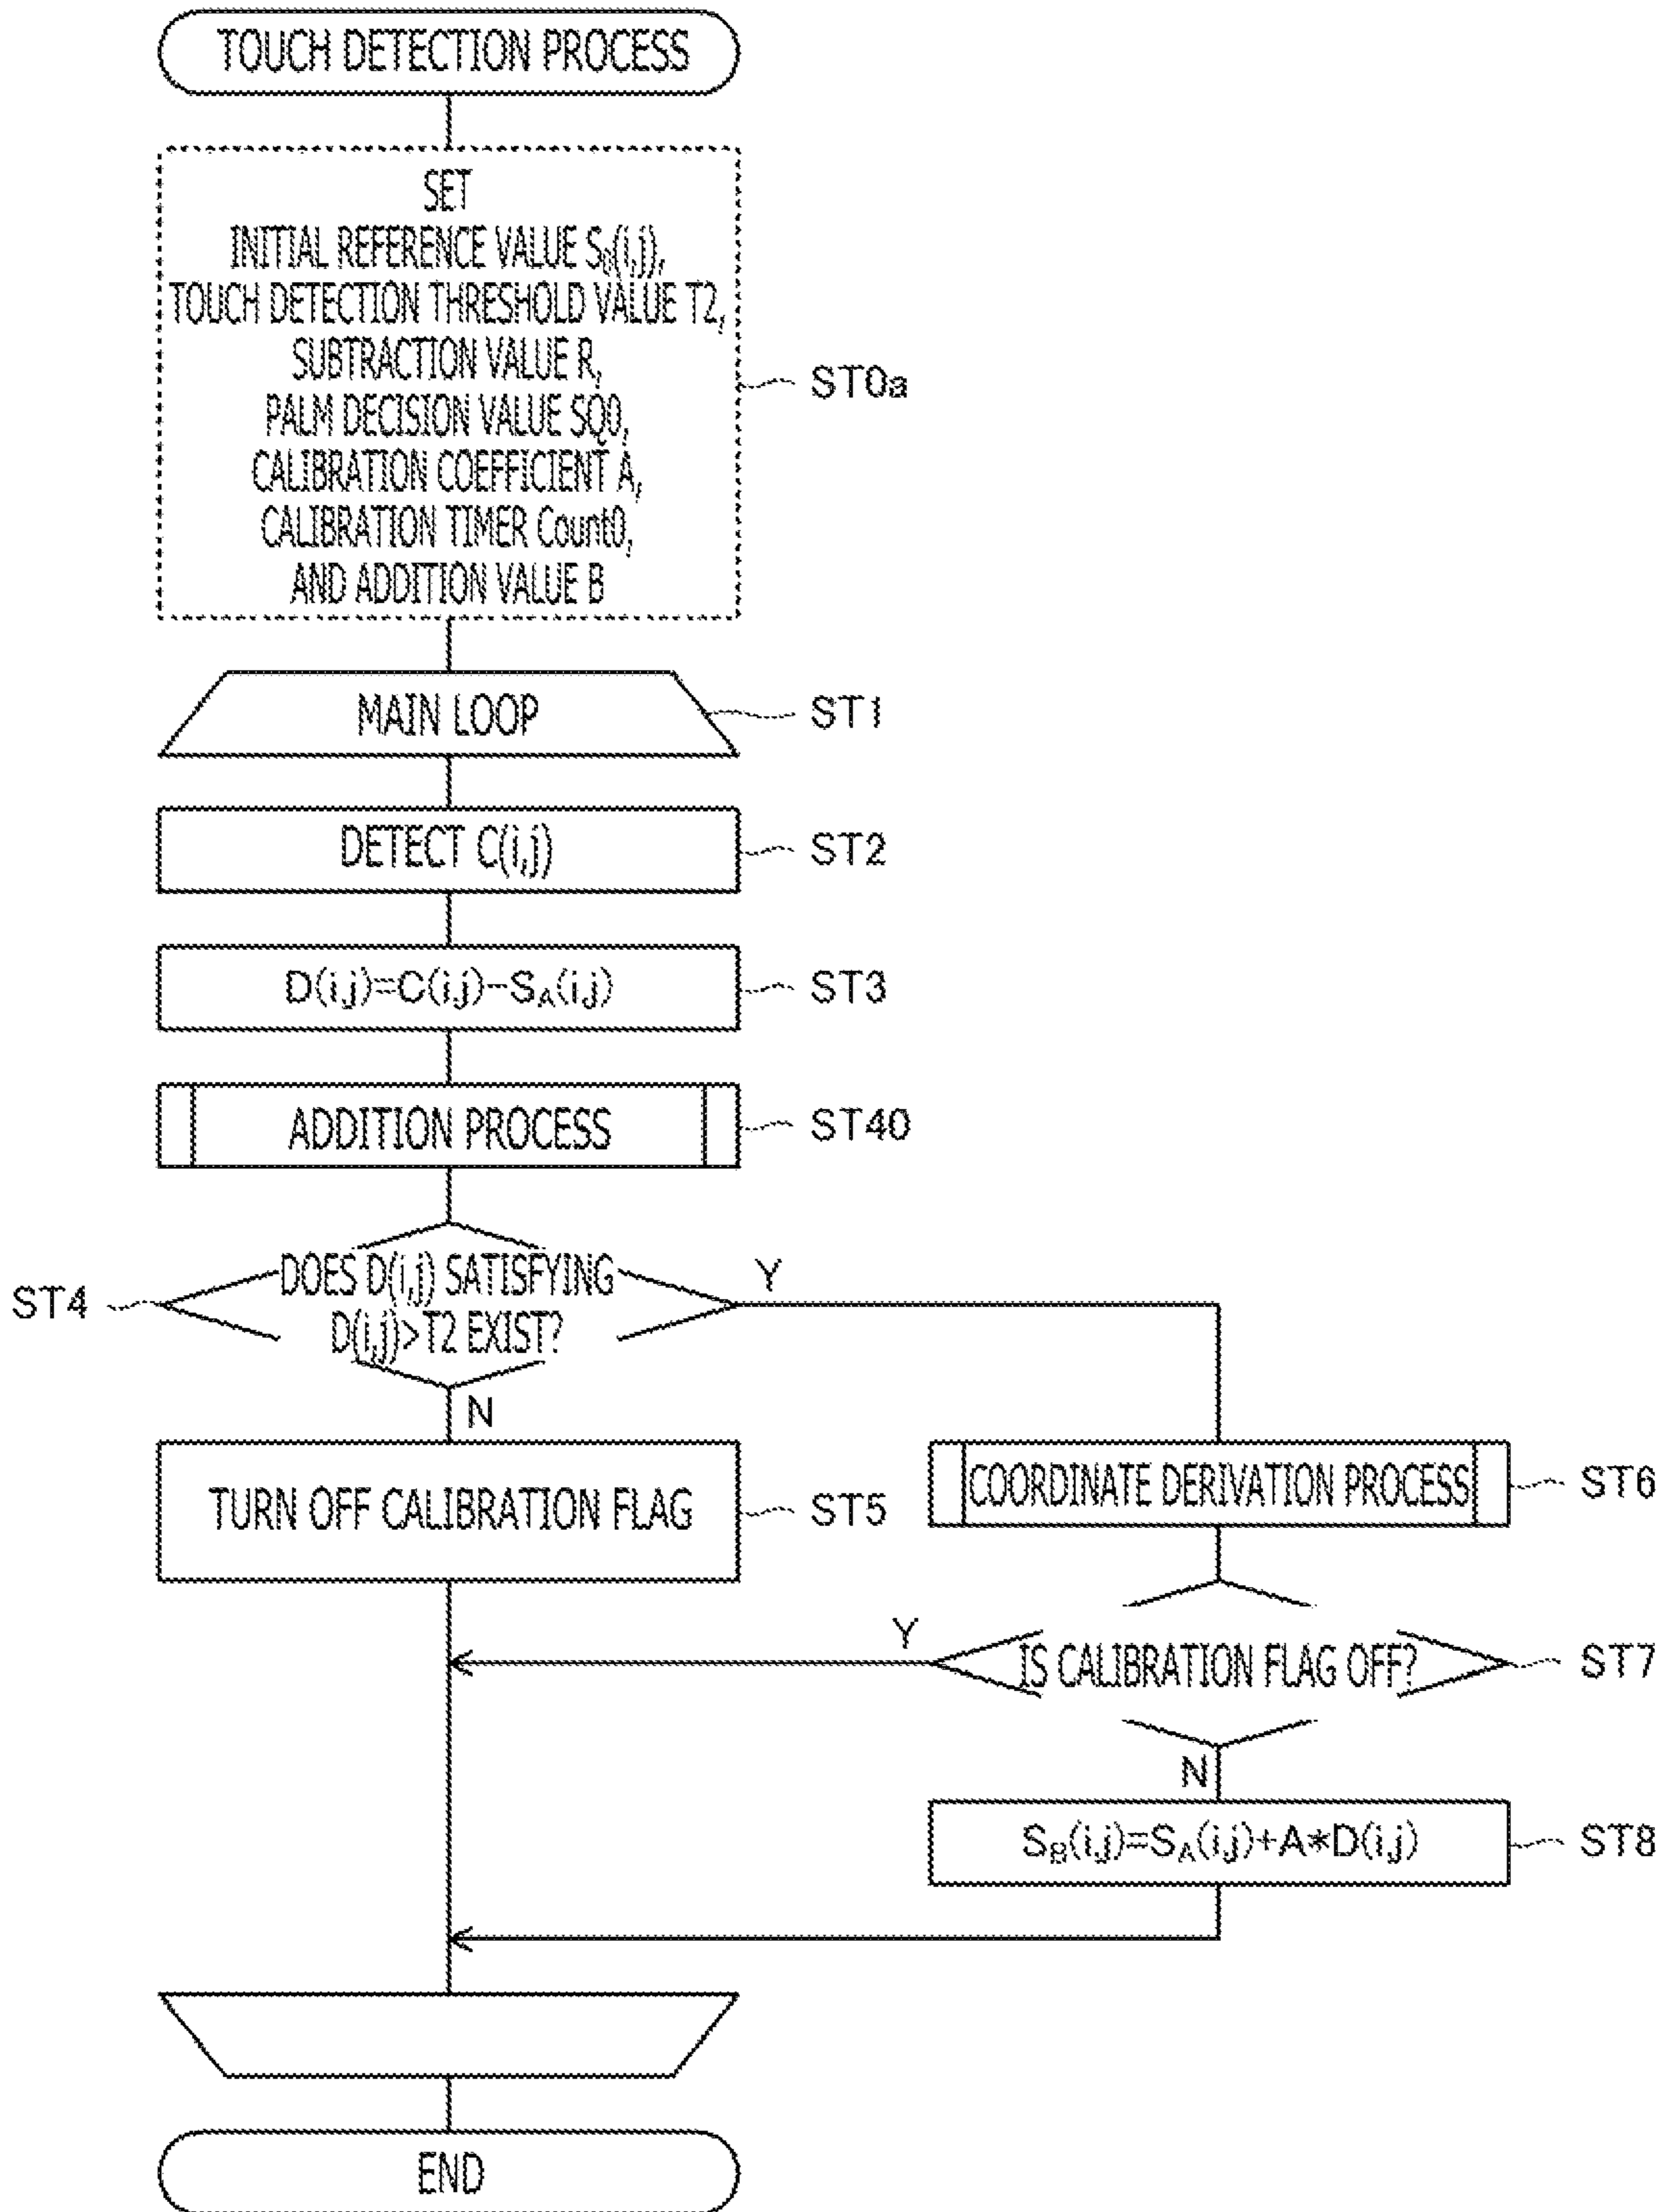 TOUCH DETECTION PROCESS
SET
INITIAL REFERENCE VALUE S₀(i,j),
TOUCH DETECTION THRESHOLD VALUE T2,
SUBTRACTION VALUE R,
PALM DECISION VALUE SQ0,
CALIBRATION COEFFICIENT A,
CALIBRATION TIMER Count0,
AND ADDITION VALUE B
ST0a
MAIN LOOP
ST1
DETECT C(i,j)
ST2
D(i,j)=C(i,j)-S_A(i,j)
ST3
ADDITION PROCESS
ST40
DOES D(i,j) SATISFYING
D(i,j)>T2 EXIST?
ST4
Y
N
TURN OFF CALIBRATION FLAG
ST5
COORDINATE DERIVATION PROCESS
ST6
IS CALIBRATION FLAG OFF?
ST7
Y
N
S_B(i,j)=S_A(i,j)+A*D(i,j)
ST8
END